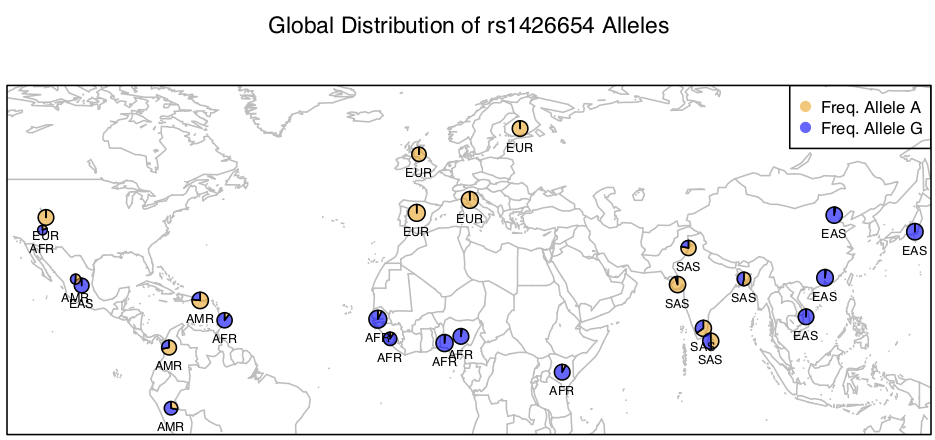 Global Distribution of rs1426654 Alleles
Freq. Allele A
Freq. Allele G
EUR
EUR
EUR
EUR
EUR
AFR
AMR
EAS
AMR
AFR
AMR
AMR
AFR
AFR
AFR
AFR
AFR
SAS
SAS
SAS
SAS
SAS
EAS
EAS
EAS
EAS